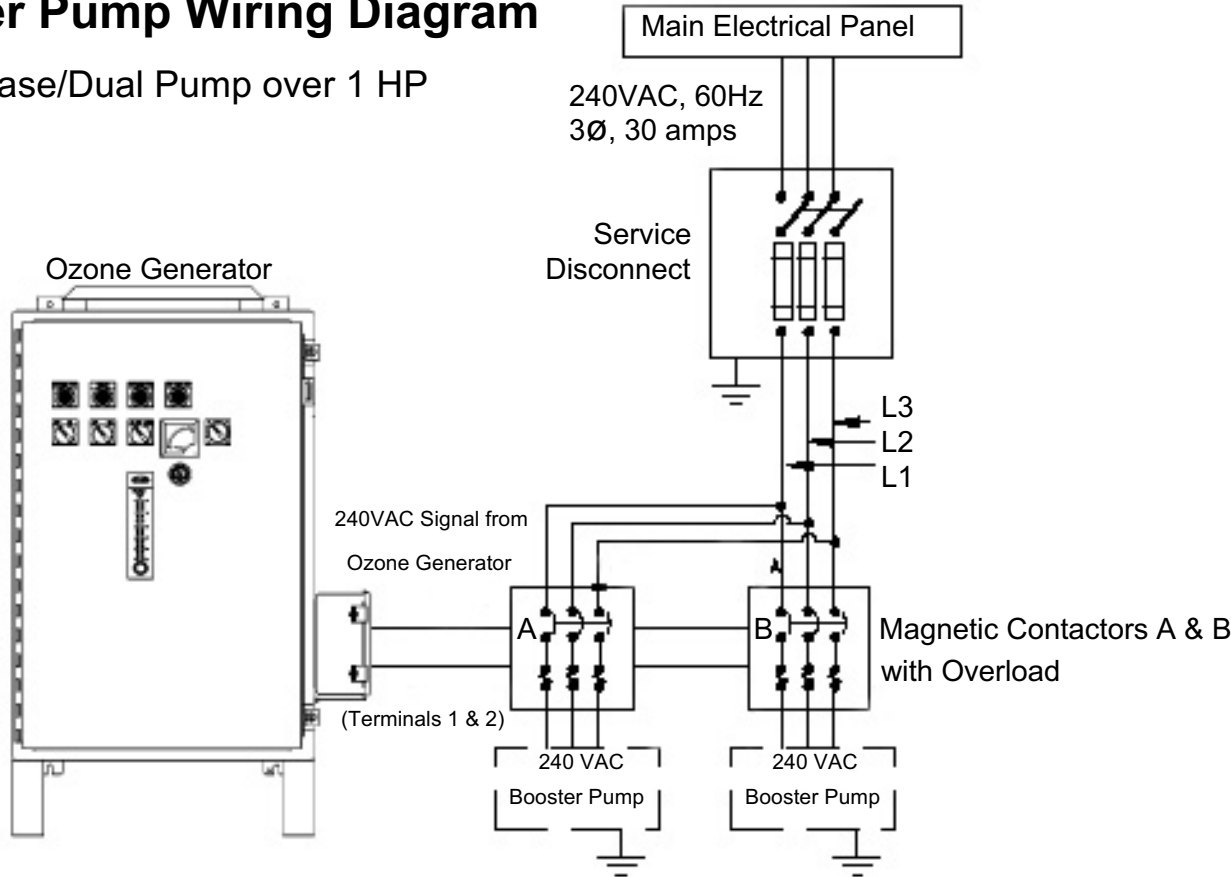 er Pump Wiring Diagram
ase/Dual Pump over 1 HP
Main Electrical Panel
240VAC, 60Hz
3Ø, 30 amps
Service
Disconnect
Ozone Generator
L3
L2
L1
240VAC Signal from
Ozone Generator
A
B
Magnetic Contactors A & B
with Overload
(Terminals 1 & 2)
240 VAC
Booster Pump
240 VAC
Booster Pump